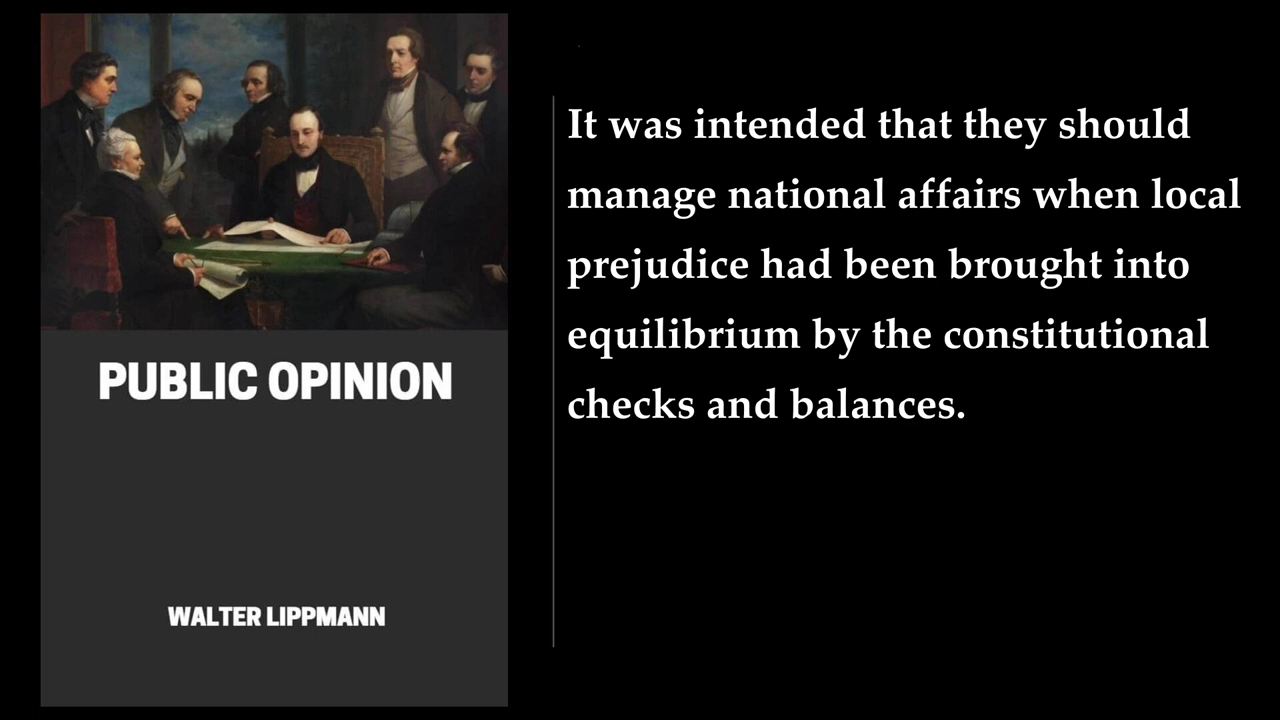 PUBLIC OPINION
WALTER LIPPMANN
It was intended that they should
manage national affairs when local
prejudice had been brought into
equilibrium by the constitutional
checks and balances.